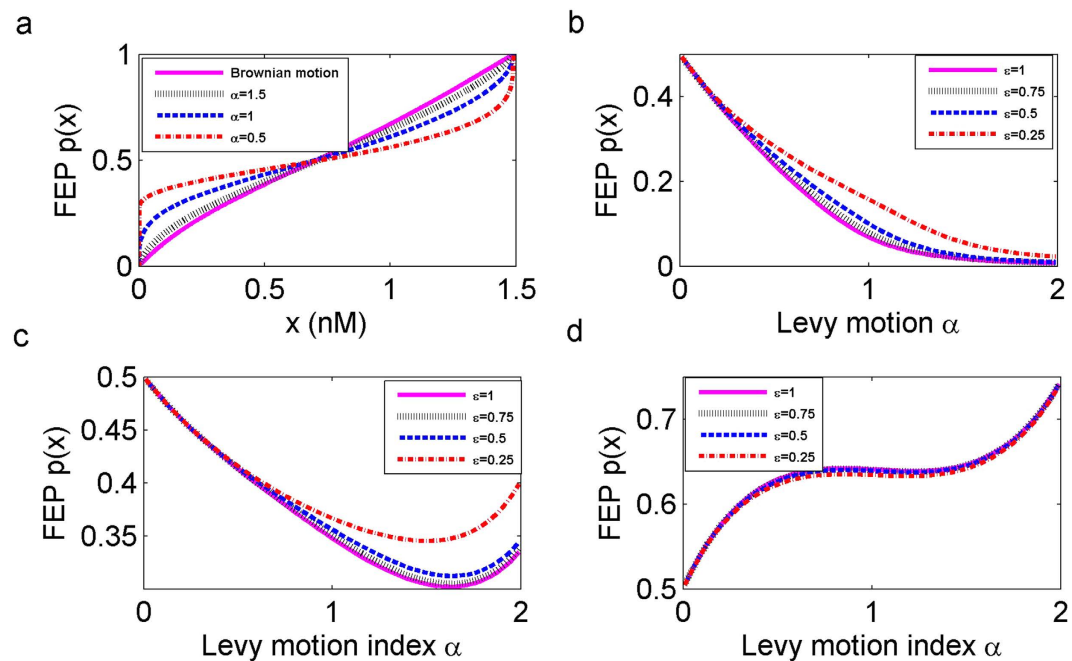 a
FEP p(x)
1
0.5
0
Brownian motion
α=1.5
α=1
α=0.5
0
0.5
1
1.5
x (nM)
b
FEP p(x)
0.4
0.2
0
ε=1
ε=0.75
ε=0.5
ε=0.25
0
1
2
Levy motion α
c
FEP p(x)
0.5
0.45
0.4
0.35
ε=1
ε=0.75
ε=0.5
ε=0.25
0
1
2
Levy motion index α
d
FEP p(x)
0.7
0.6
0.5
ε=1
ε=0.75
ε=0.5
ε=0.25
0
1
2
Levy motion index α